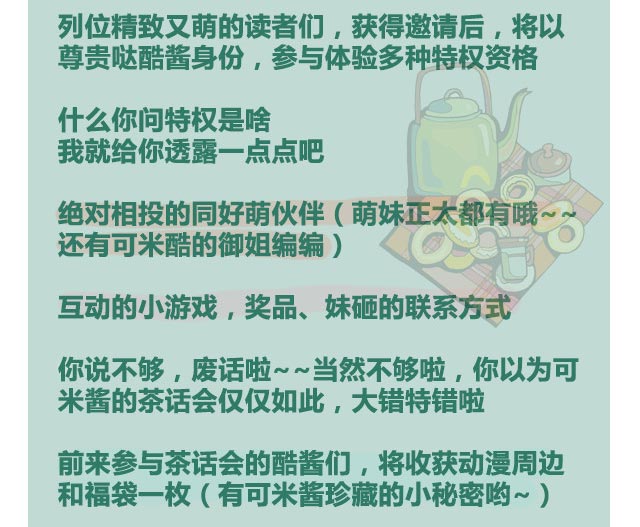 列位精致又萌的读者们，获得邀请后，将以
尊贵哒酷酱身份，参与体验多种特权资格
什么你问特权是啥
我就给你透露一点点吧
绝对相投的同好萌伙伴（萌妹正太都有哦~~
还有可米酷的御姐编编）
互动的小游戏，奖品、妹砸的联系方式
你说不够，废话啦~~当然不够啦，你以为可
米酱的茶话会仅仅如此，大错特错啦
前来参与茶话会的酷酱们，将收获动漫周边
和福袋一枚（有可米酱珍藏的小秘密哟~）